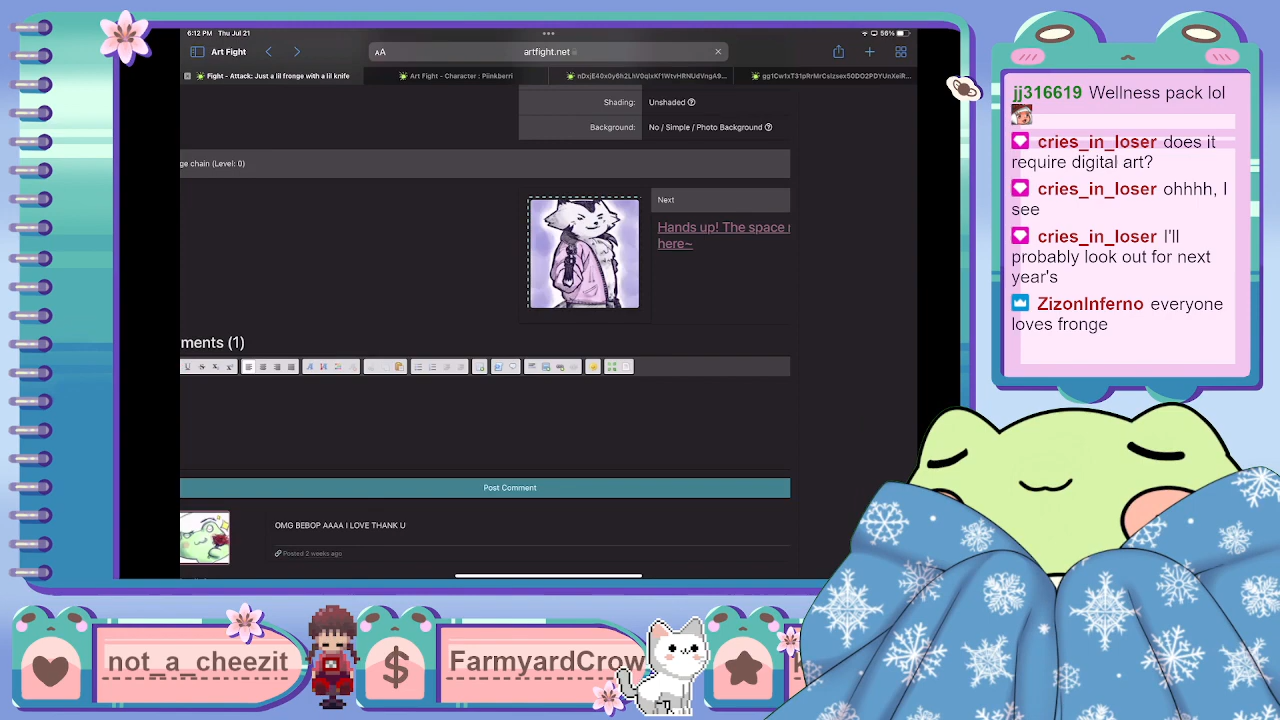 6:12 PM Thu Jul 21
56%
Art Fight
AA
artfight.net
Fight - Attack: Just a lil fronge with a lil knife
Art Fight - Character : Plinkberri
Shading: Unshaded
Background: No / Simple / Photo Background
ge chain (Level: 0)
Next
Hands up! The space r
here~
ments (1)
Post Comment
OMG BEBOP AAAA I LOVE THANK U
Posted 2 weeks ago
jj316619 Wellness pack lol
cries_in_loser does it
require digital art?
cries_in_loser ohhhh, I
see
cries_in_loser I'll
probably look out for next
year's
ZizonInferno everyone
loves fronge
not_a_cheezit
$
FarmyardCrow